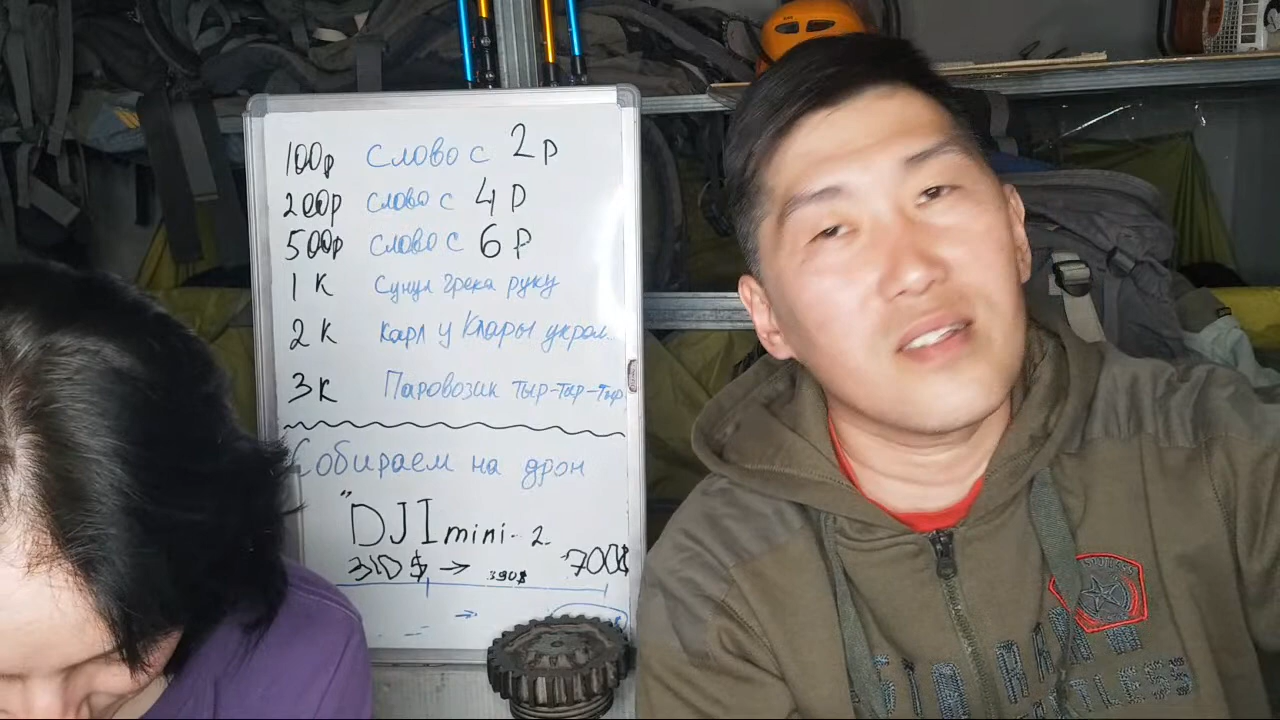 100р слово с 2 Р
200р слово с 4 Р
500р слово с 6 Р
1 К Сунул грека руку
2 К Карл у Клары украл
3 К Паровозик тыр-тыр-тыр
Собираем на дрон
"DJI mini-2
310$ → 390$ 700$